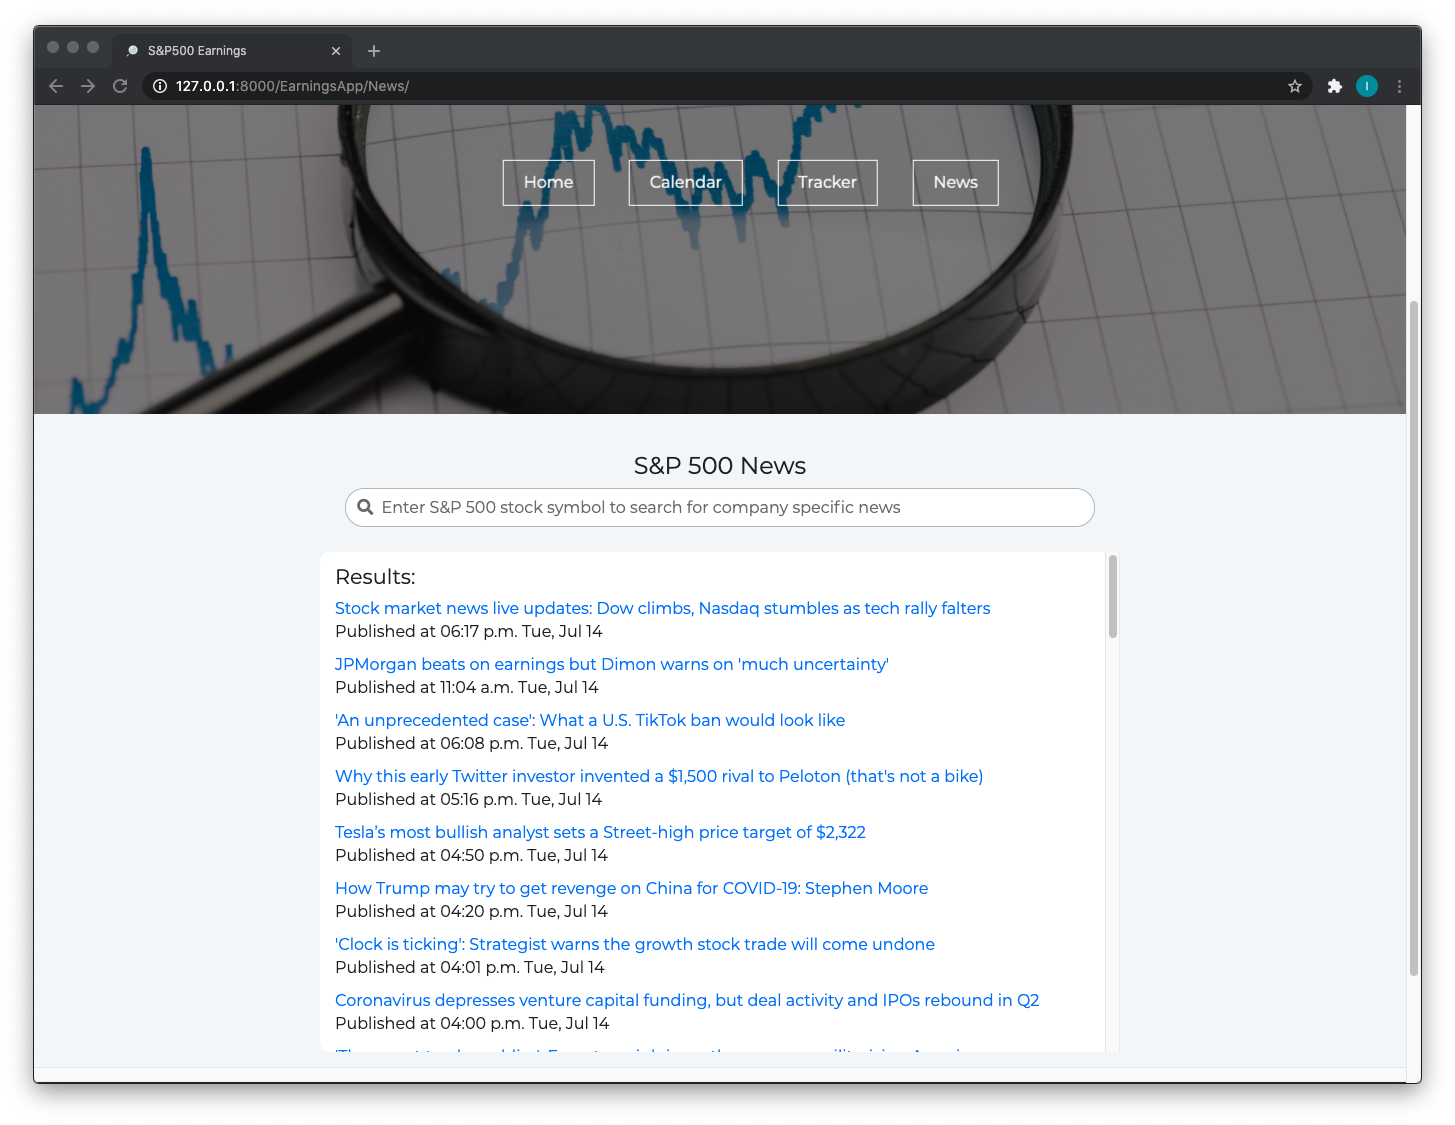 S&P500 Earnings
127.0.0.1:8000/EarningsApp/News/
I
Home Calendar Tracker News
S&P 500 News
Enter S&P 500 stock symbol to search for company specific news
Results:
Stock market news live updates: Dow climbs, Nasdaq stumbles as tech rally falters
Published at 06:17 p.m. Tue, Jul 14
JPMorgan beats on earnings but Dimon warns on 'much uncertainty'
Published at 11:04 a.m. Tue, Jul 14
'An unprecedented case': What a U.S. TikTok ban would look like
Published at 06:08 p.m. Tue, Jul 14
Why this early Twitter investor invented a $1,500 rival to Peloton (that's not a bike)
Published at 05:16 p.m. Tue, Jul 14
Tesla’s most bullish analyst sets a Street-high price target of $2,322
Published at 04:50 p.m. Tue, Jul 14
How Trump may try to get revenge on China for COVID-19: Stephen Moore
Published at 04:20 p.m. Tue, Jul 14
'Clock is ticking': Strategist warns the growth stock trade will come undone
Published at 04:01 p.m. Tue, Jul 14
Coronavirus depresses venture capital funding, but deal activity and IPOs rebound in Q2
Published at 04:00 p.m. Tue, Jul 14